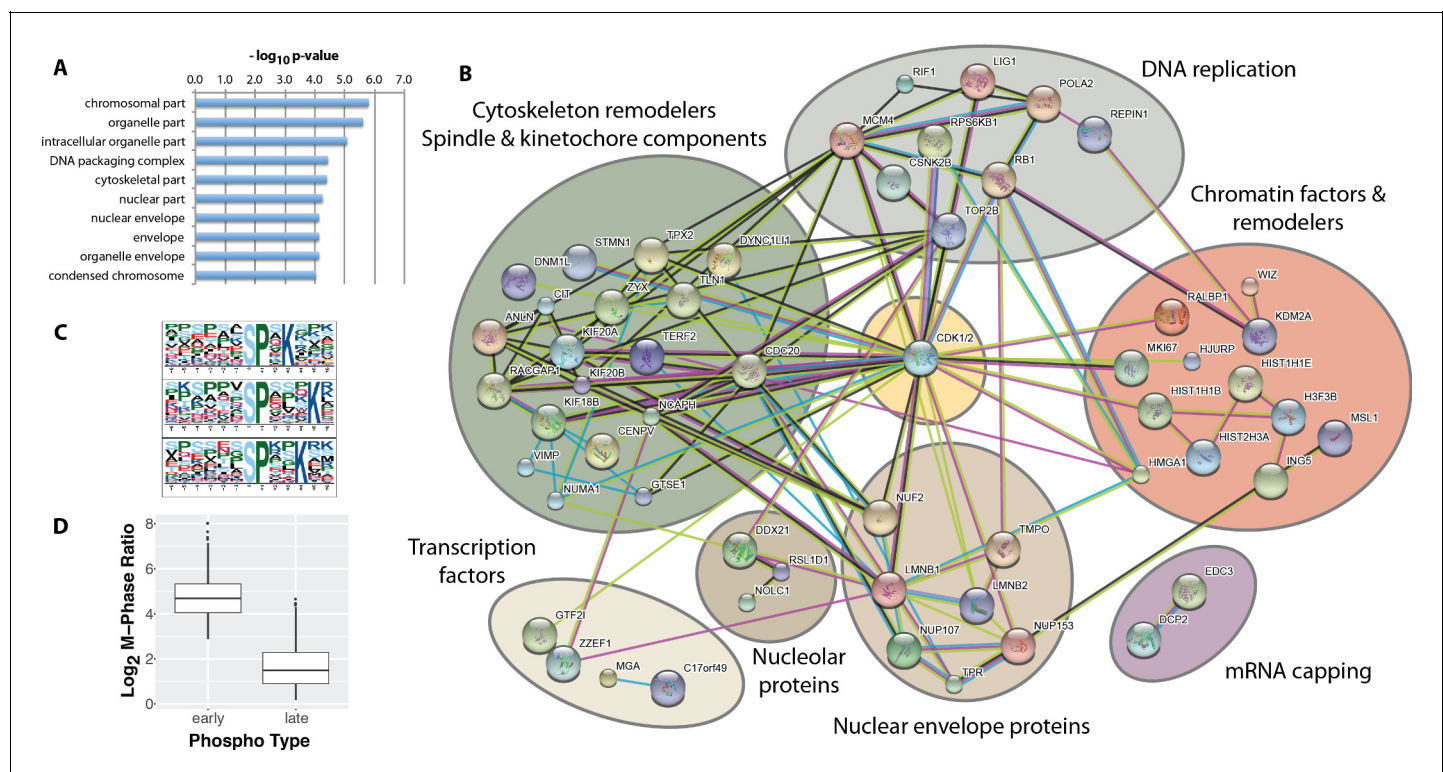 A
- log10 p-value
0.0 1.0 2.0 3.0 4.0 5.0 6.0 7.0
chromosomal part
organelle part
intracellular organelle part
DNA packaging complex
cytoskeletal part
nuclear part
nuclear envelope
envelope
organelle envelope
condensed chromosome
B
Cytoskeleton remodelers
Spindle & kinetochore components
STMN1
TPX2
DYNC1LI1
DNM1L
CIT
ZYX
TLN1
ANLN
KIF20A
TERF2
CDC20
RACGAP1
KIF20B
KIF18B
NCAPH
CENPV
VIMP
NUMA1
GTSE1
DNA replication
RIF1
LIG1
POLA2
REPIN1
MCM4
RPS6KB1
CSNK2B
RB1
TOP2B
CDK1/2
Chromatin factors &
remodelers
WIZ
RALBP1
KDM2A
MKI67
HJURP
HIST1H1E
HIST1H1B
H3F3B
MSL1
HIST2H3A
HMGA1
ING5
Transcription
factors
GTF2I
ZZEF1
MGA
C17orf49
DDX21
RSL1D1
NOLC1
Nucleolar
proteins
NUF2
TMPO
LMNB1
LMNB2
NUP107
NUP153
TPR
Nuclear envelope proteins
EDC3
DCP2
mRNA capping
C
D
Log2 M-Phase Ratio
8
6
4
2
0
early late
Phospho Type